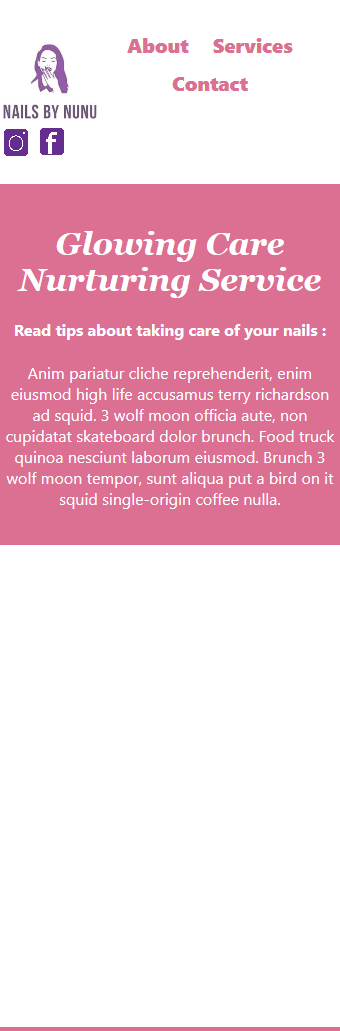 About Services
Contact
NAILS BY NUNU
Glowing Care
Nurturing Service
Read tips about taking care of your nails :
Anim pariatur cliche reprehenderit, enim
eiusmod high life accusamus terry richardson
ad squid. 3 wolf moon officia aute, non
cupidatat skateboard dolor brunch. Food truck
quinoa nesciunt laborum eiusmod. Brunch 3
wolf moon tempor, sunt aliqua put a bird on it
squid single-origin coffee nulla.